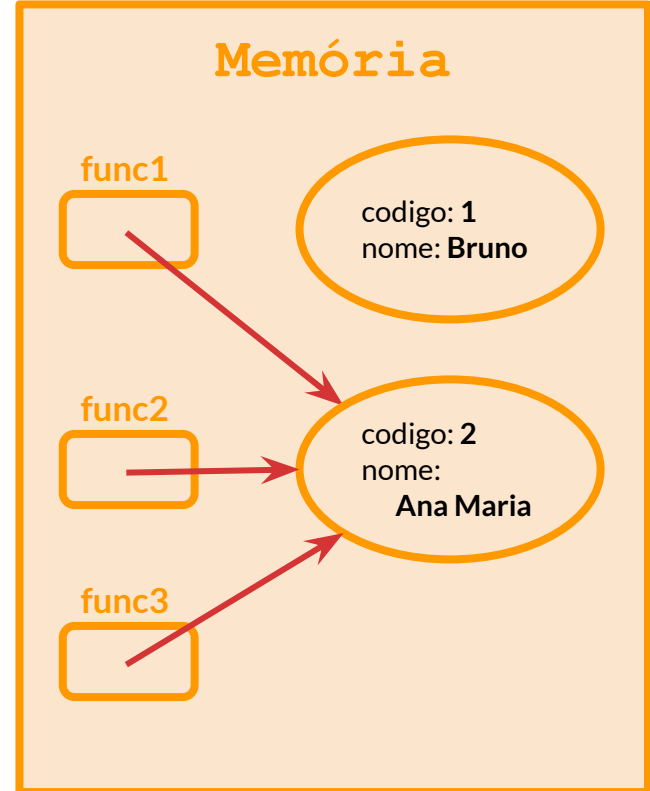 Memória
func1
codigo: 1
nome: Bruno
func2
codigo: 2
nome:
Ana Maria
func3